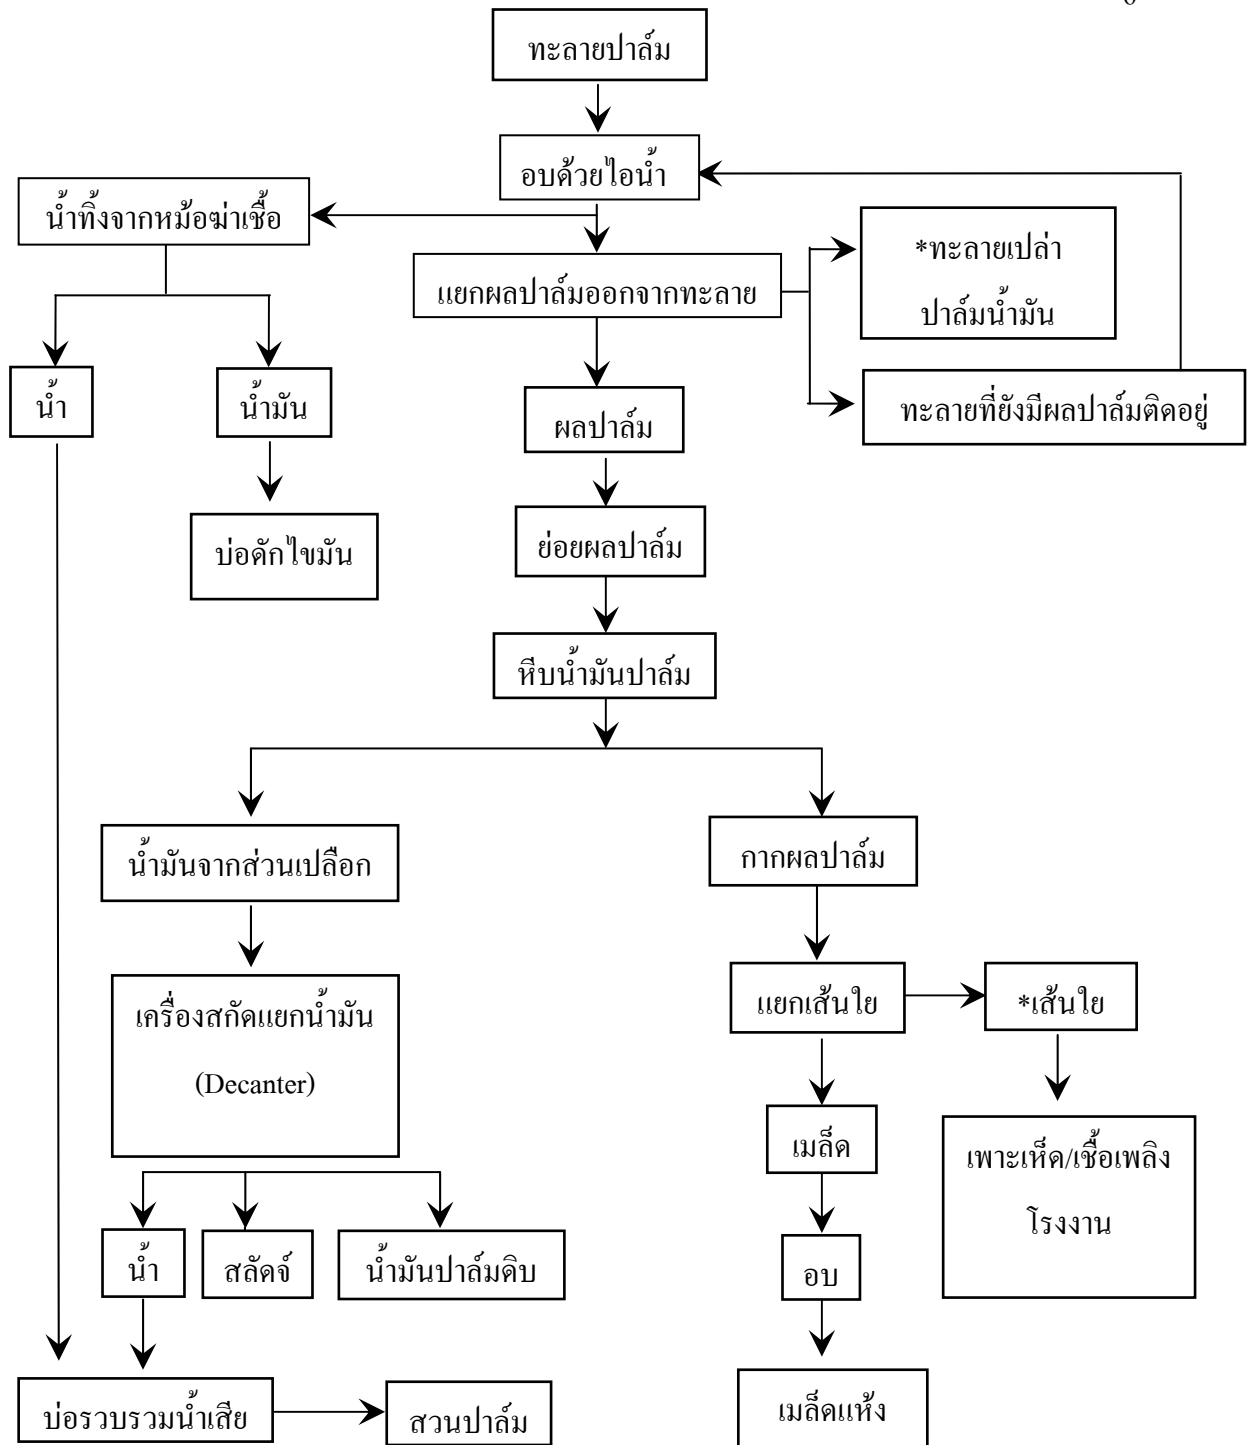 ทะลายปาล์ม
อบด้วยไอน้ำ
น้ำทิ้งจากหม้อฆ่าเชื้อ
*ทะลายเปล่า
ปาล์มน้ำมัน
แยกผลปาล์มออกจากทะลาย
น้ำ
น้ำมัน
ผลปาล์ม
ทะลายที่ยังมีผลปาล์มติดอยู่
บ่อดักไขมัน
ย่อยผลปาล์ม
หีบน้ำมันปาล์ม
น้ำมันจากส่วนเปลือก
กากผลปาล์ม
เครื่องสกัดแยกน้ำมัน
(Decanter)
แยกเส้นใย
*เส้นใย
เมล็ด
เพาะเห็ด/เชื้อเพลิง
โรงงาน
น้ำ
สลัดจ์
น้ำมันปาล์มดิบ
อบ
บ่อรวบรวมน้ำเสีย
สวนปาล์ม
เมล็ดแห้ง